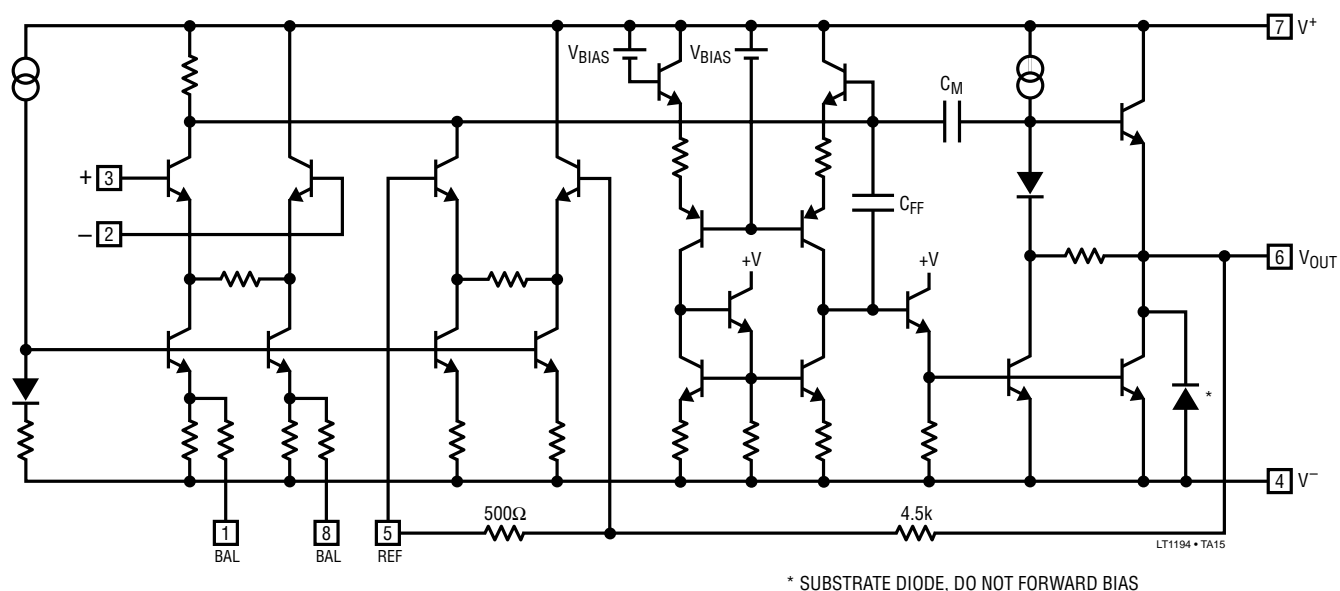 7 V+
VBIAS
VBIAS
CM
+ 3
− 2
CFF
+V
+V
6 VOUT
*
4 V−
500Ω
4.5k
1
8
5
BAL
BAL
REF
LT1194 • TA15
* SUBSTRATE DIODE, DO NOT FORWARD BIAS